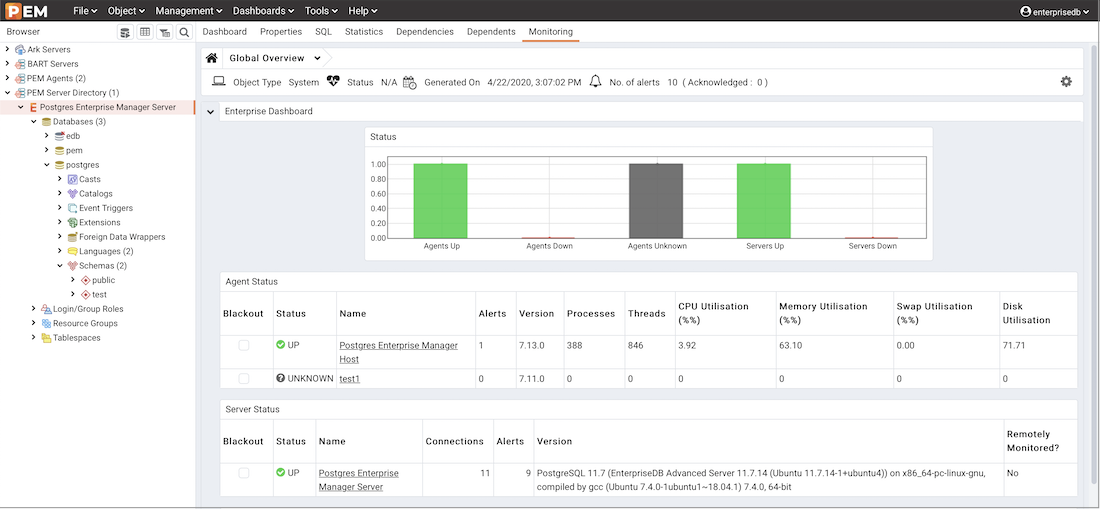 PEM File Object Management Dashboards Tools Help enterprisedb
Browser
Dashboard Properties SQL Statistics Dependencies Dependents Monitoring
Ark Servers
BART Servers
PEM Agents (2)
PEM Server Directory (1)
Postgres Enterprise Manager Server
Databases (3)
edb
pem
postgres
Casts
Catalogs
Event Triggers
Extensions
Foreign Data Wrappers
Languages (2)
Schemas (2)
public
test
Login/Group Roles
Resource Groups
Tablespaces
Global Overview
Object Type System Status N/A Generated On 4/22/2020, 3:07:02 PM No. of alerts 10 ( Acknowledged : 0 )
Enterprise Dashboard
Status
1.00
0.80
0.60
0.40
0.20
0.00
Agents Up Agents Down Agents Unknown Servers Up Servers Down
Agent Status
Blackout Status Name Alerts Version Processes Threads CPU Utilisation (%%) Memory Utilisation (%%) Swap Utilisation (%%) Disk Utilisation
UP Postgres Enterprise Manager Host 1 7.13.0 388 846 3.92 63.10 0.00 71.71
UNKNOWN test1 0 7.11.0 0 0 0 0 0 0
Server Status
Blackout Status Name Connections Alerts Version Remotely Monitored?
UP Postgres Enterprise Manager Server 11 9 PostgreSQL 11.7 (EnterpriseDB Advanced Server 11.7.14 (Ubuntu 11.7.14-1+ubuntu4)) on x86_64-pc-linux-gnu, No
compiled by gcc (Ubuntu 7.4.0-1ubuntu1~18.04.1) 7.4.0, 64-bit